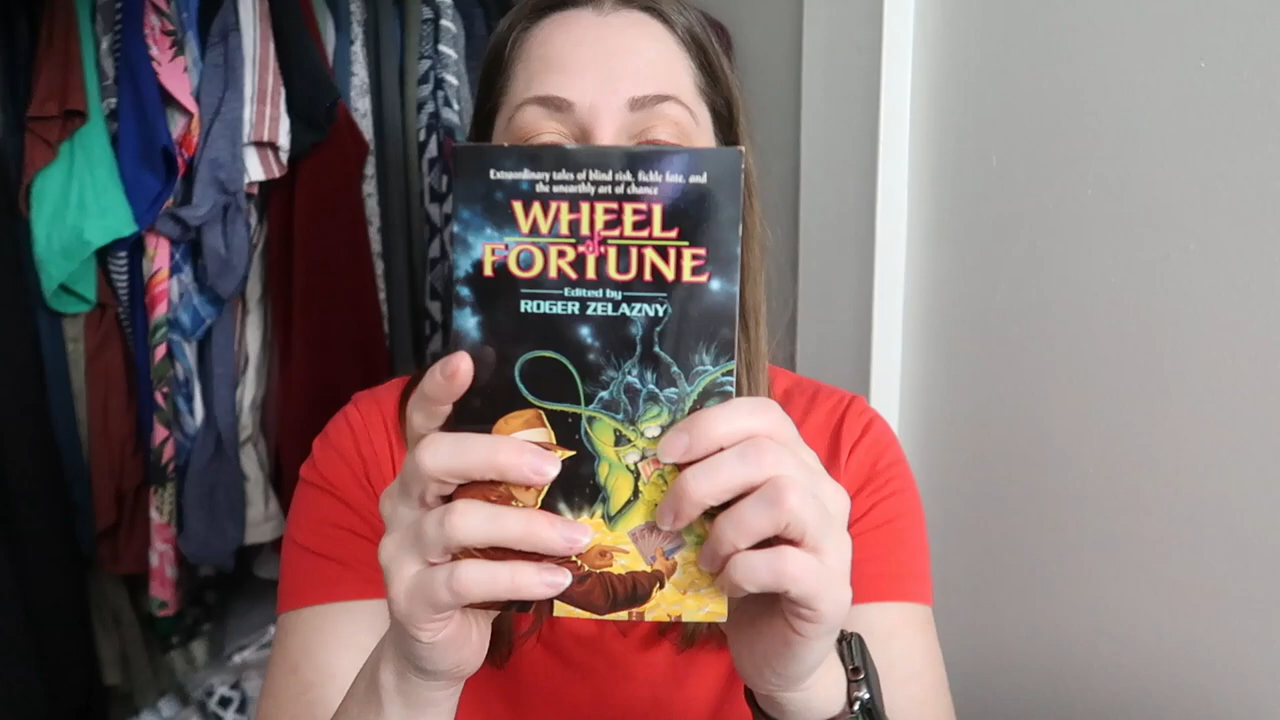 Extraordinary tales of blind risk, fickle fate, and
the unearthly art of chance
WHEEL
of
FORTUNE
Edited by
ROGER ZELAZNY